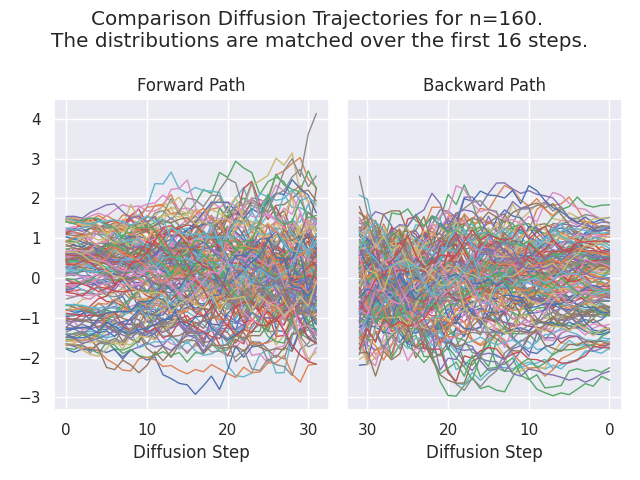 Comparison Diffusion Trajectories for n=160.
The distributions are matched over the first 16 steps.
Forward Path
Backward Path
4
3
2
1
0
−1
−2
−3
0 10 20 30
30 20 10 0
Diffusion Step
Diffusion Step